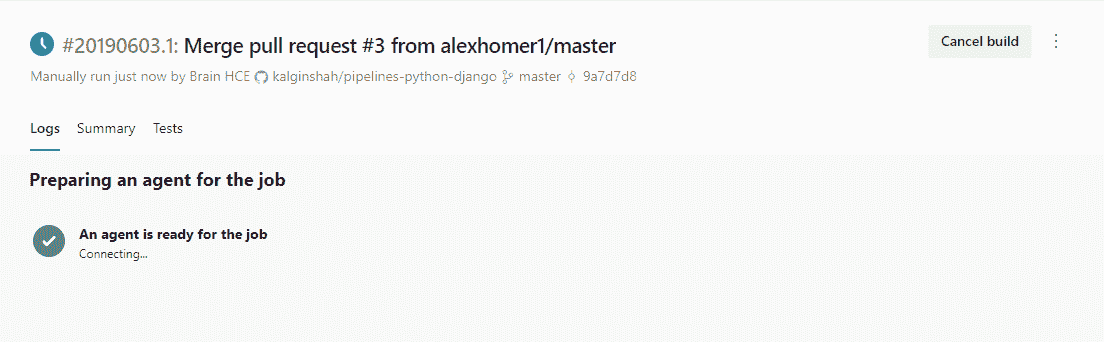 #20190603.1: Merge pull request #3 from alexhomer1/master
Cancel build
Manually run just now by Brain HCE kalginshah/pipelines-python-django master 9a7d7d8
Logs Summary Tests
Preparing an agent for the job
An agent is ready for the job
Connecting...